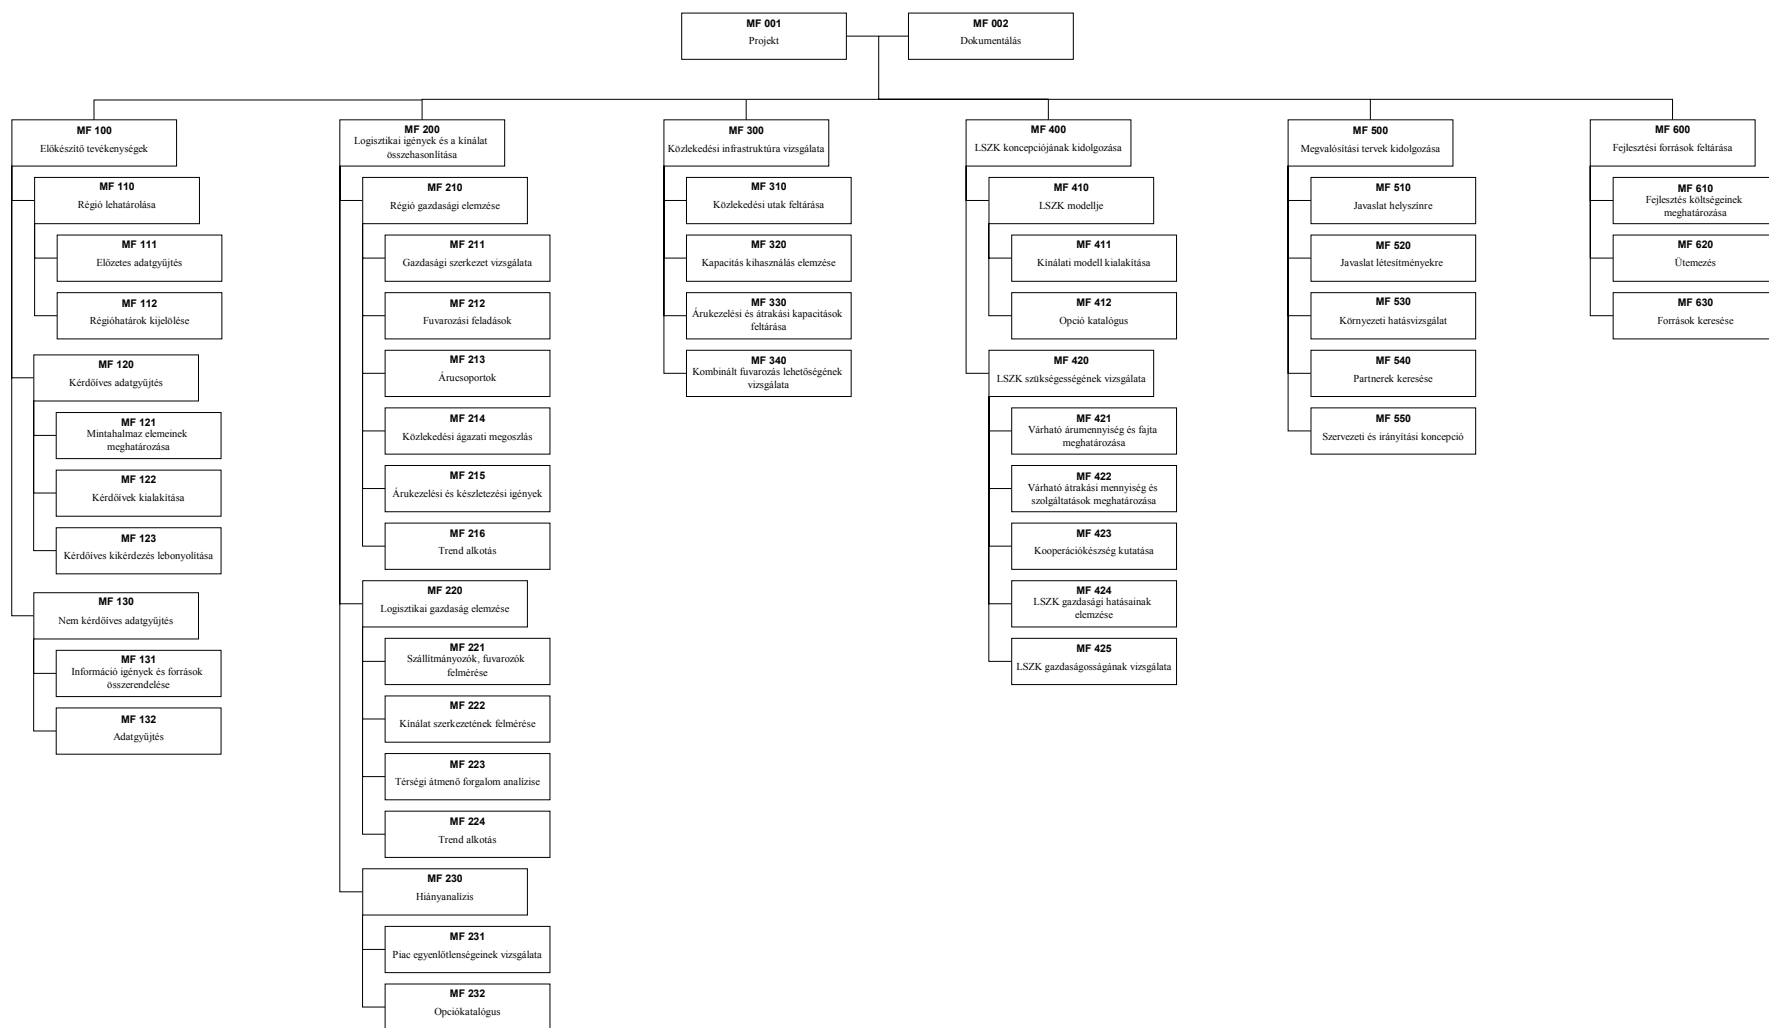 MF 001
Projekt
MF 002
Dokumentálás
MF 100
Előkészítő tevékenységek
MF 110
Régió lehatárolása
MF 111
Előzetes adatgyűjtés
MF 112
Régióhatárok kijelölése
MF 120
Kérdőíves adatgyűjtés
MF 121
Mintahalmaz elemeinek
meghatározása
MF 122
Kérdőívek kialakítása
MF 123
Kérdőíves kikérdezés lebonyolítása
MF 130
Nem kérdőíves adatgyűjtés
MF 131
Információ igények és források
összerendelése
MF 132
Adatgyűjtés
MF 200
Logisztikai igények és a kínálat
összehasonlítása
MF 210
Régió gazdasági elemzése
MF 211
Gazdasági szerkezet vizsgálata
MF 212
Fuvarozási feladások
MF 213
Árucsoportok
MF 214
Közlekedési ágazati megoszlás
MF 215
Árukezelési és készletezési igények
MF 216
Trend alkotás
MF 220
Logisztikai gazdaság elemzése
MF 221
Szállítmányozók, fuvarozók
felmérése
MF 222
Kínálat szerkezetének felmérése
MF 223
Térségi átmenő forgalom analízise
MF 224
Trend alkotás
MF 230
Hiányanalízis
MF 231
Piac egyenlőtlenségeinek vizsgálata
MF 232
Opciókatalógus
MF 300
Közlekedési infrastruktúra vizsgálata
MF 310
Közlekedési utak feltárása
MF 320
Kapacitás kihasználás elemzése
MF 330
Árukezelési és átrakási kapacitások
feltárása
MF 340
Kombinált fuvarozás lehetőségének
vizsgálata
MF 400
LSZK koncepciójának kidolgozása
MF 410
LSZK modellje
MF 411
Kínálati modell kialakítása
MF 412
Opció katalógus
MF 420
LSZK szükségességének vizsgálata
MF 421
Várható árumennyiség és fajta
meghatározása
MF 422
Várható átrakási mennyiség és
szolgáltatások meghatározása
MF 423
Kooperációkészség kutatása
MF 424
LSZK gazdasági hatásainak
elemzése
MF 425
LSZK gazdaságosságának vizsgálata
MF 500
Megvalósítási tervek kidolgozása
MF 510
Javaslat helyszínre
MF 520
Javaslat létesítményekre
MF 530
Környezeti hatásvizsgálat
MF 540
Partnerek keresése
MF 550
Szervezeti és irányítási koncepció
MF 600
Fejlesztési források feltárása
MF 610
Fejlesztés költségeinek
meghatározása
MF 620
Ütemezés
MF 630
Források keresése